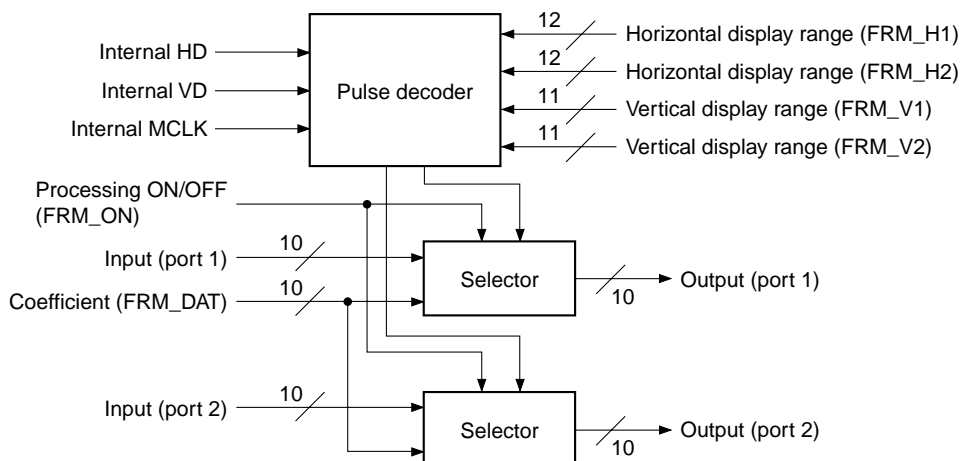 12
Horizontal display range (FRM_H1)
Internal HD
12
Horizontal display range (FRM_H2)
Internal VD
Pulse decoder
11
Vertical display range (FRM_V1)
Internal MCLK
11
Vertical display range (FRM_V2)
Processing ON/OFF
(FRM_ON)
Input (port 1)
10
Selector
10
Output (port 1)
Coefficient (FRM_DAT)
10
Input (port 2)
10
Selector
10
Output (port 2)